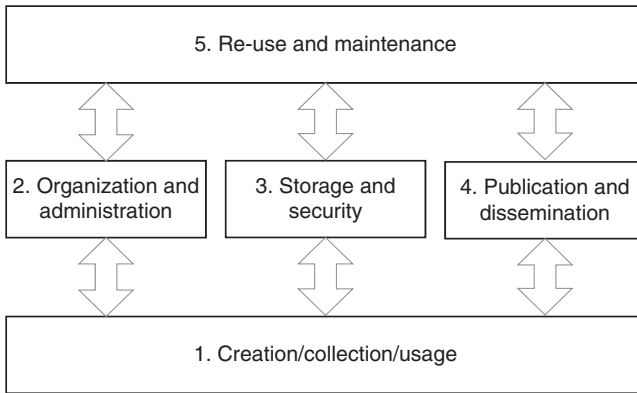 5. Re-use and maintenance
2. Organization and
administration
3. Storage and
security
4. Publication and
dissemination
1. Creation/collection/usage